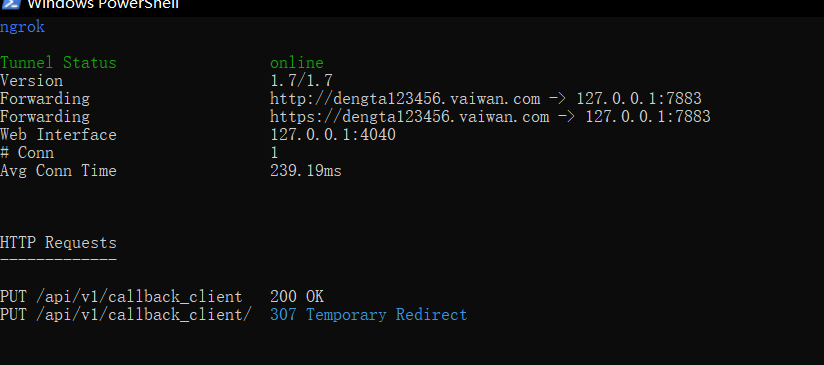 Windows PowerShell
ngrok
Tunnel Status online
Version 1.7/1.7
Forwarding http://dengta123456.vaiwan.com -> 127.0.0.1:7883
Forwarding https://dengta123456.vaiwan.com -> 127.0.0.1:7883
Web Interface 127.0.0.1:4040
# Conn 1
Avg Conn Time 239.19ms
HTTP Requests
-------------
PUT /api/v1/callback_client 200 OK
PUT /api/v1/callback_client/ 307 Temporary Redirect